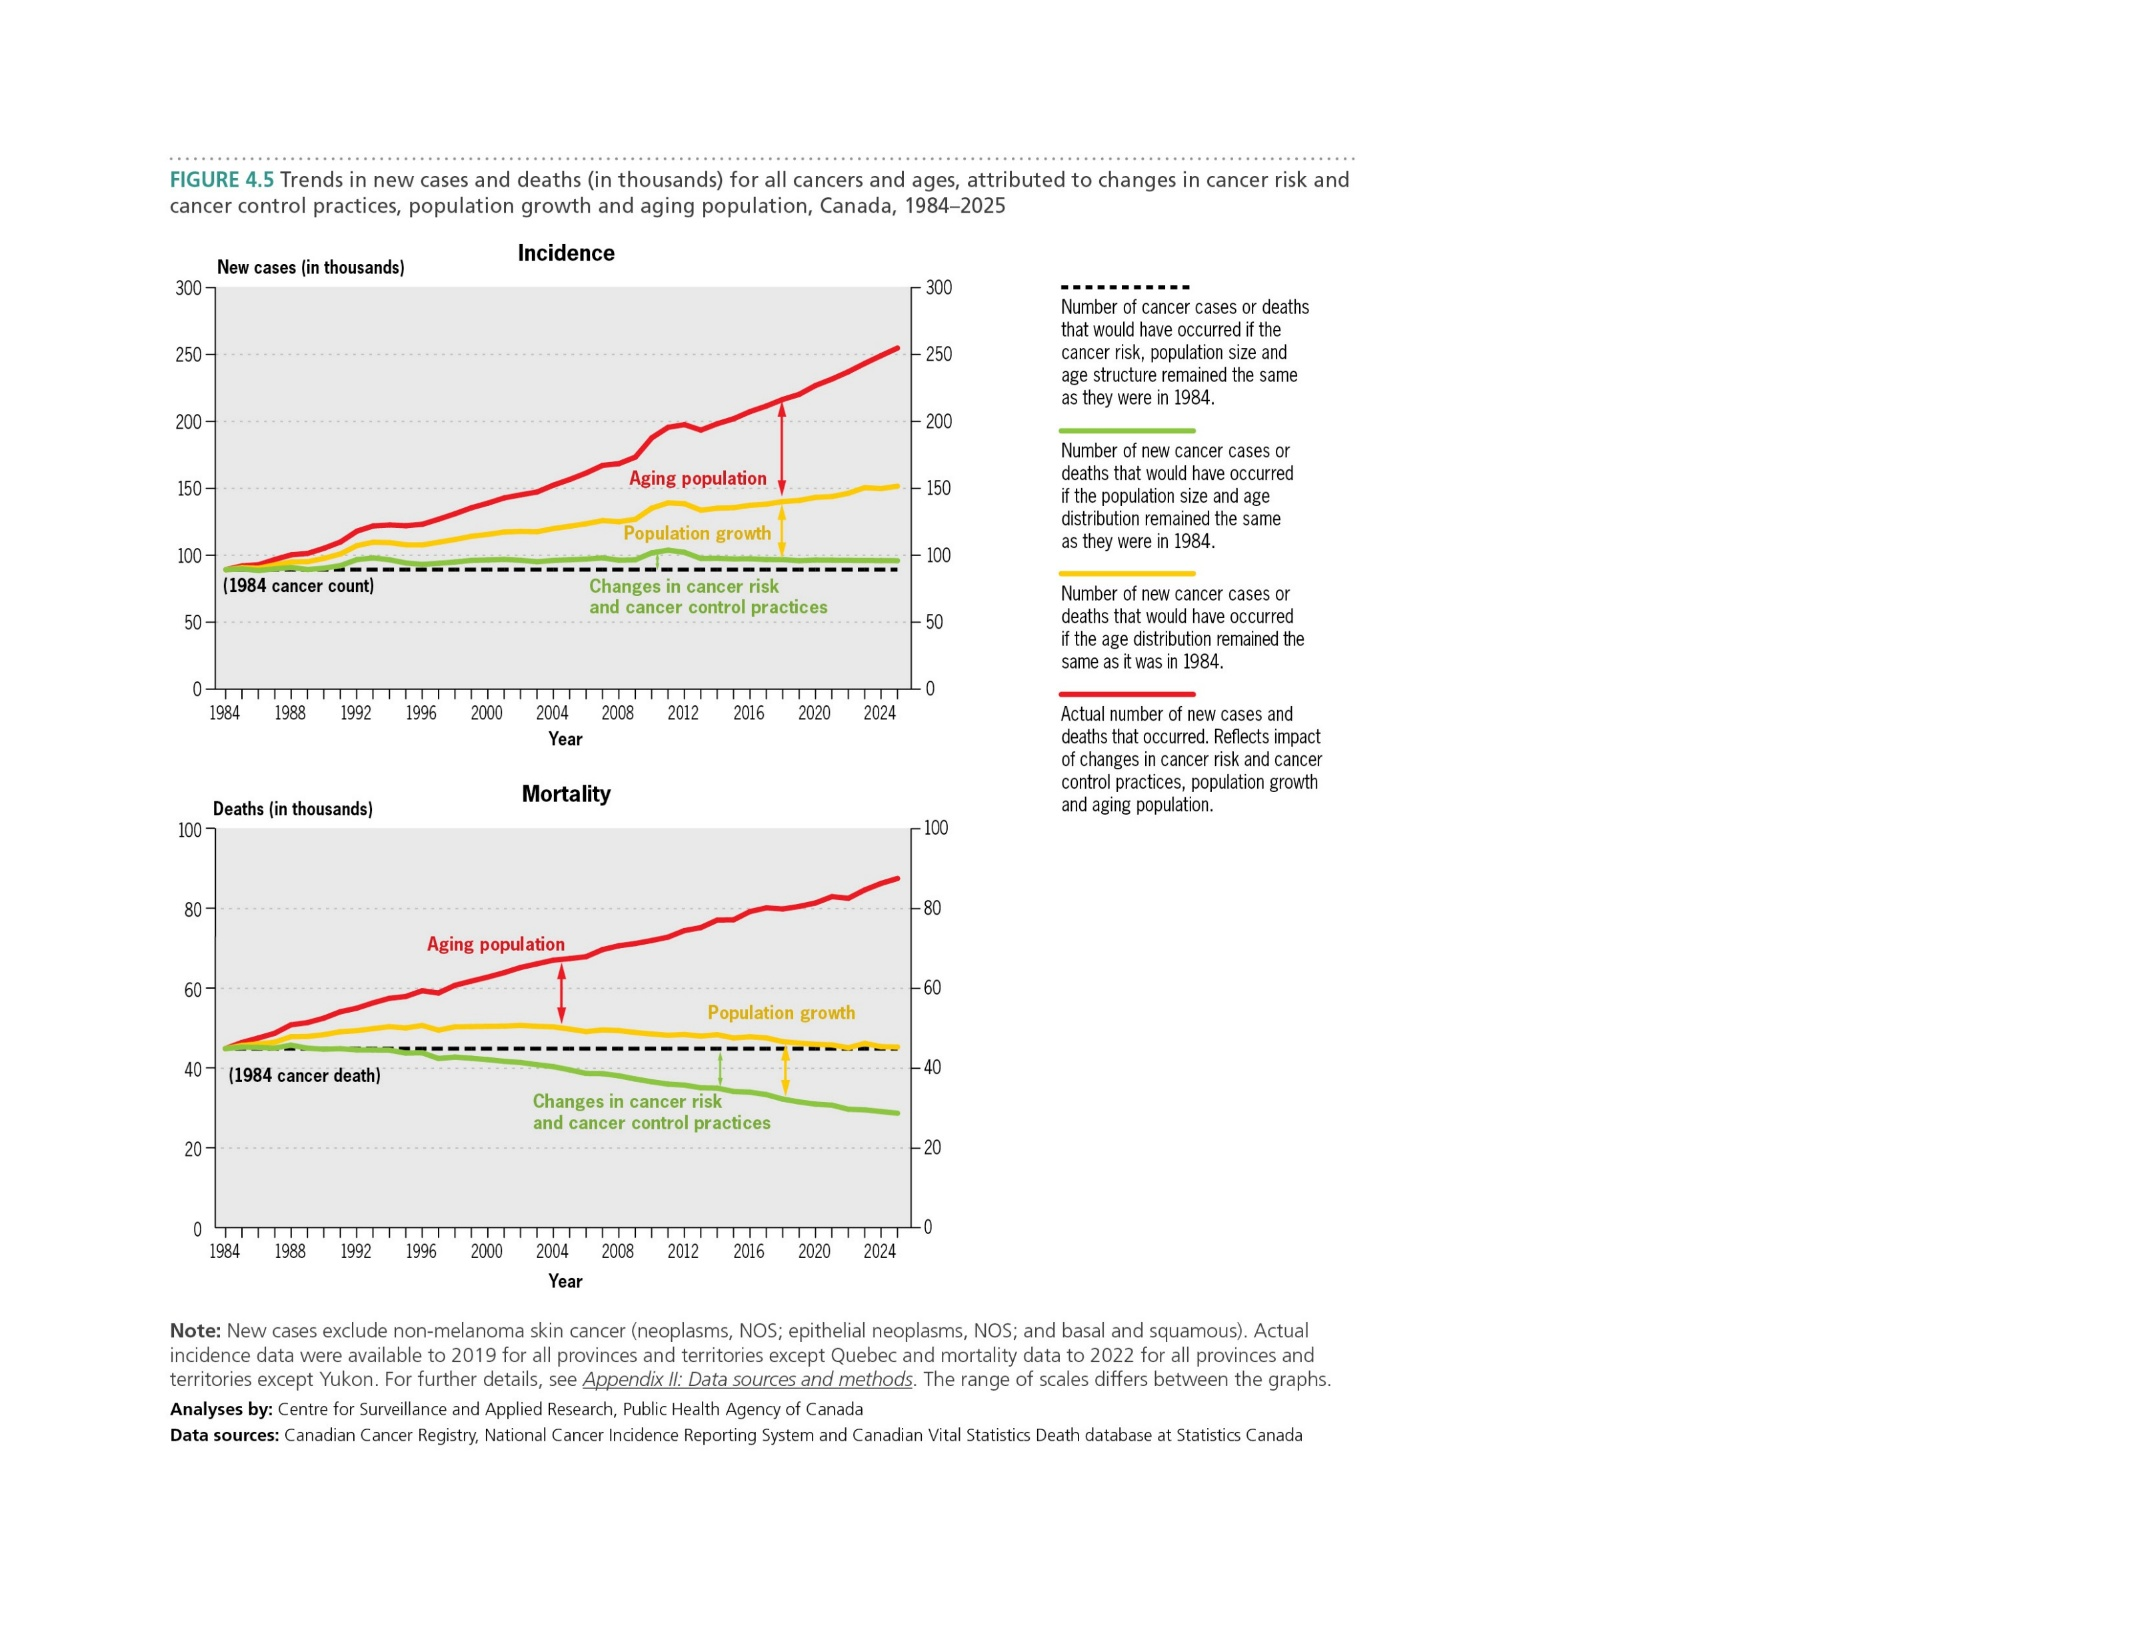 FIGURE 4.5 Trends in new cases and deaths (in thousands) for all cancers and ages, attributed to changes in cancer risk and
cancer control practices, population growth and aging population, Canada, 1984–2025
Incidence
New cases (in thousands)
300
250
200
150
100
50
0
300
250
200
150
100
50
0
Aging population
Population growth
(1984 cancer count)
Changes in cancer risk
and cancer control practices
1984 1988 1992 1996 2000 2004 2008 2012 2016 2020 2024
Year
Number of cancer cases or deaths
that would have occurred if the
cancer risk, population size and
age structure remained the same
as they were in 1984.
Number of new cancer cases or
deaths that would have occurred
if the population size and age
distribution remained the same
as they were in 1984.
Number of new cancer cases or
deaths that would have occurred
if the age distribution remained the
same as it was in 1984.
Actual number of new cases and
deaths that occurred. Reflects impact
of changes in cancer risk and cancer
control practices, population growth
and aging population.
Mortality
Deaths (in thousands)
100
80
60
40
20
0
100
80
60
40
20
0
Aging population
Population growth
(1984 cancer death)
Changes in cancer risk
and cancer control practices
1984 1988 1992 1996 2000 2004 2008 2012 2016 2020 2024
Year
Note: New cases exclude non-melanoma skin cancer (neoplasms, NOS; epithelial neoplasms, NOS; and basal and squamous). Actual
incidence data were available to 2019 for all provinces and territories except Quebec and mortality data to 2022 for all provinces and
territories except Yukon. For further details, see Appendix II: Data sources and methods. The range of scales differs between the graphs.
Analyses by: Centre for Surveillance and Applied Research, Public Health Agency of Canada
Data sources: Canadian Cancer Registry, National Cancer Incidence Reporting System and Canadian Vital Statistics Death database at Statistics Canada